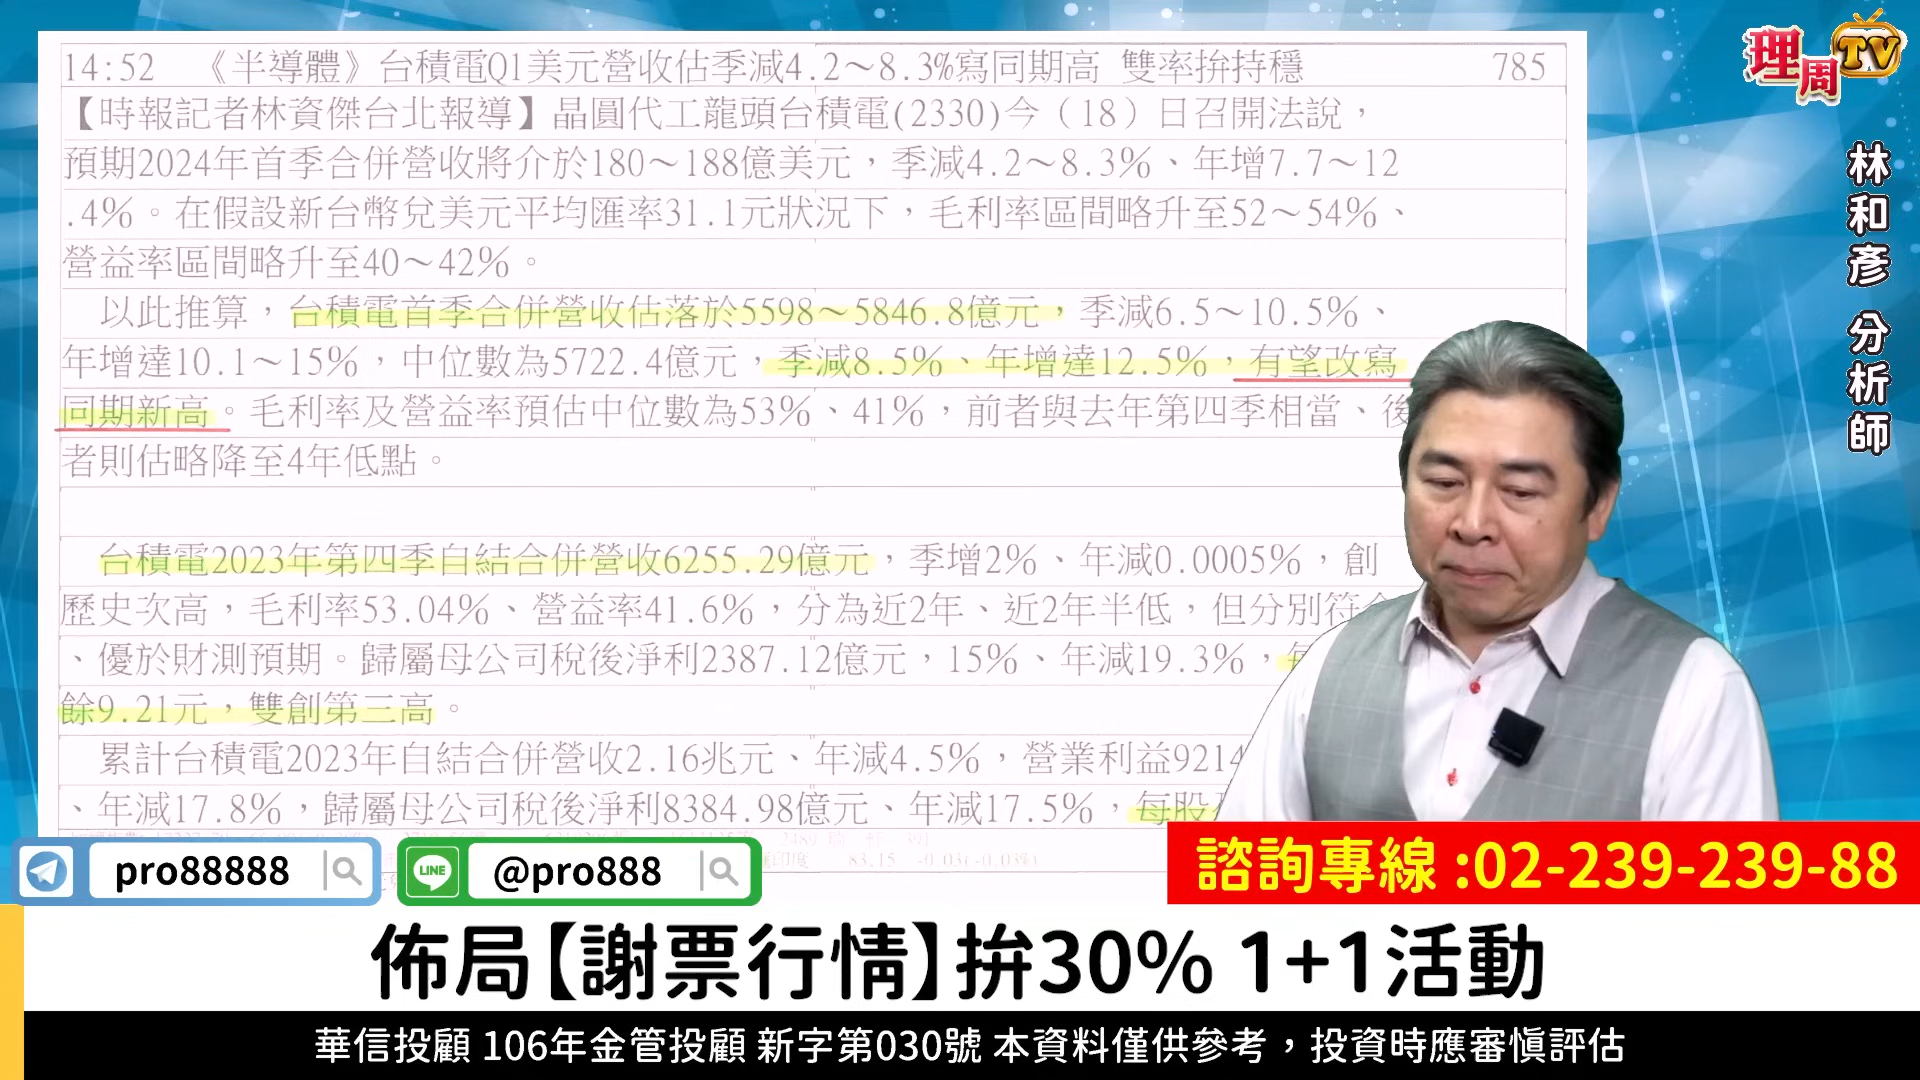 14:52 《半導體》台積電Q1美元營收估季減4.2～8.3%寫同期高 雙率拚持穩 785
【時報記者林資傑台北報導】晶圓代工龍頭台積電(2330)今（18）日召開法說，
預期2024年首季合併營收將介於180～188億美元，季減4.2～8.3%、年增7.7～12
.4%。在假設新台幣兌美元平均匯率31.1元狀況下，毛利率區間略升至52～54%、
營益率區間略升至40～42%。
以此推算，台積電首季合併營收估落於5598～5846.8億元，季減6.5～10.5%、
年增達10.1～15%，中位數為5722.4億元，季減8.5%、年增達12.5%，有望改寫
同期新高。毛利率及營益率預估中位數為53%、41%，前者與去年第四季相當、後
者則估略降至4年低點。
台積電2023年第四季自結合併營收6255.29億元，季增2%、年減0.0005%，創
歷史次高，毛利率53.04%、營益率41.6%，分為近2年、近2年半低，但分別符
、優於財測預期。歸屬母公司稅後淨利2387.12億元，15%、年減19.3%，
餘9.21元，雙創第三高。
累計台積電2023年自結合併營收2.16兆元、年減4.5%，營業利益9214
、年減17.8%，歸屬母公司稅後淨利8384.98億元、年減17.5%，每股
83.15 -0.03(-0.03%)
理周TV
林和彥 分析師
pro88888
LINE @pro888
諮詢專線 :02-239-239-88
佈局【謝票行情】拚30% 1+1活動
華信投顧 106年金管投顧 新字第030號 本資料僅供參考，投資時應審慎評估